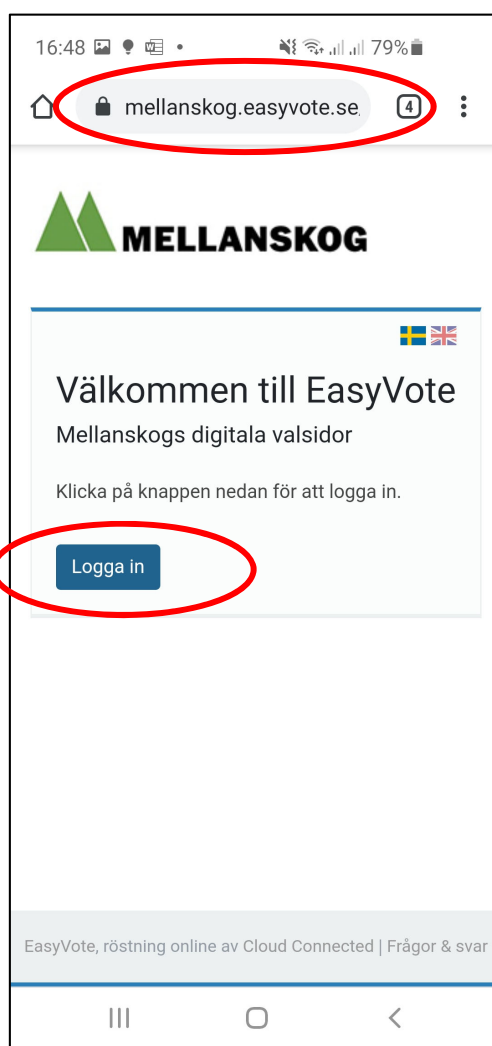 16:48 79%
mellanskog.easyvote.se 4
MELLANSKOG
Välkommen till EasyVote
Mellanskogs digitala valsidor
Klicka på knappen nedan för att logga in.
Logga in
EasyVote, röstning online av Cloud Connected | Frågor & svar